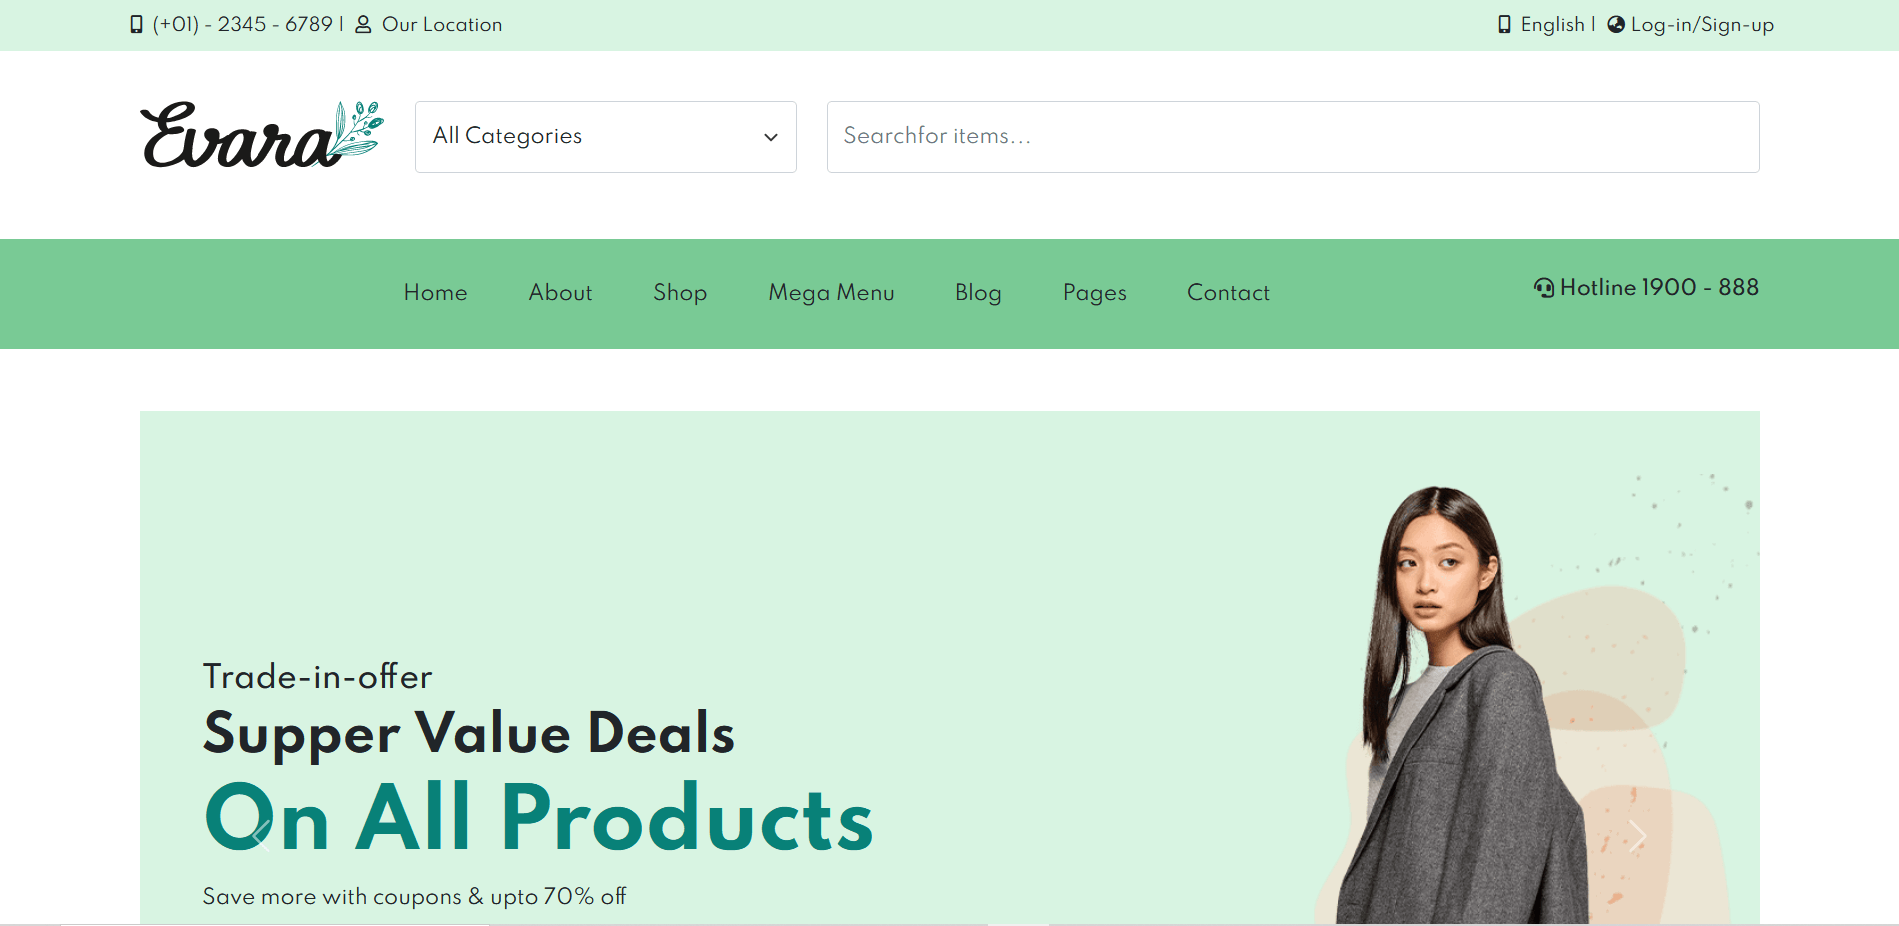 (+01) - 2345 - 6789 | Our Location
English | Log-in/Sign-up
Evara
All Categories
Searchfor items...
Home About Shop Mega Menu Blog Pages Contact
Hotline 1900 - 888
Trade-in-offer
Supper Value Deals
On All Products
Save more with coupons & upto 70% off